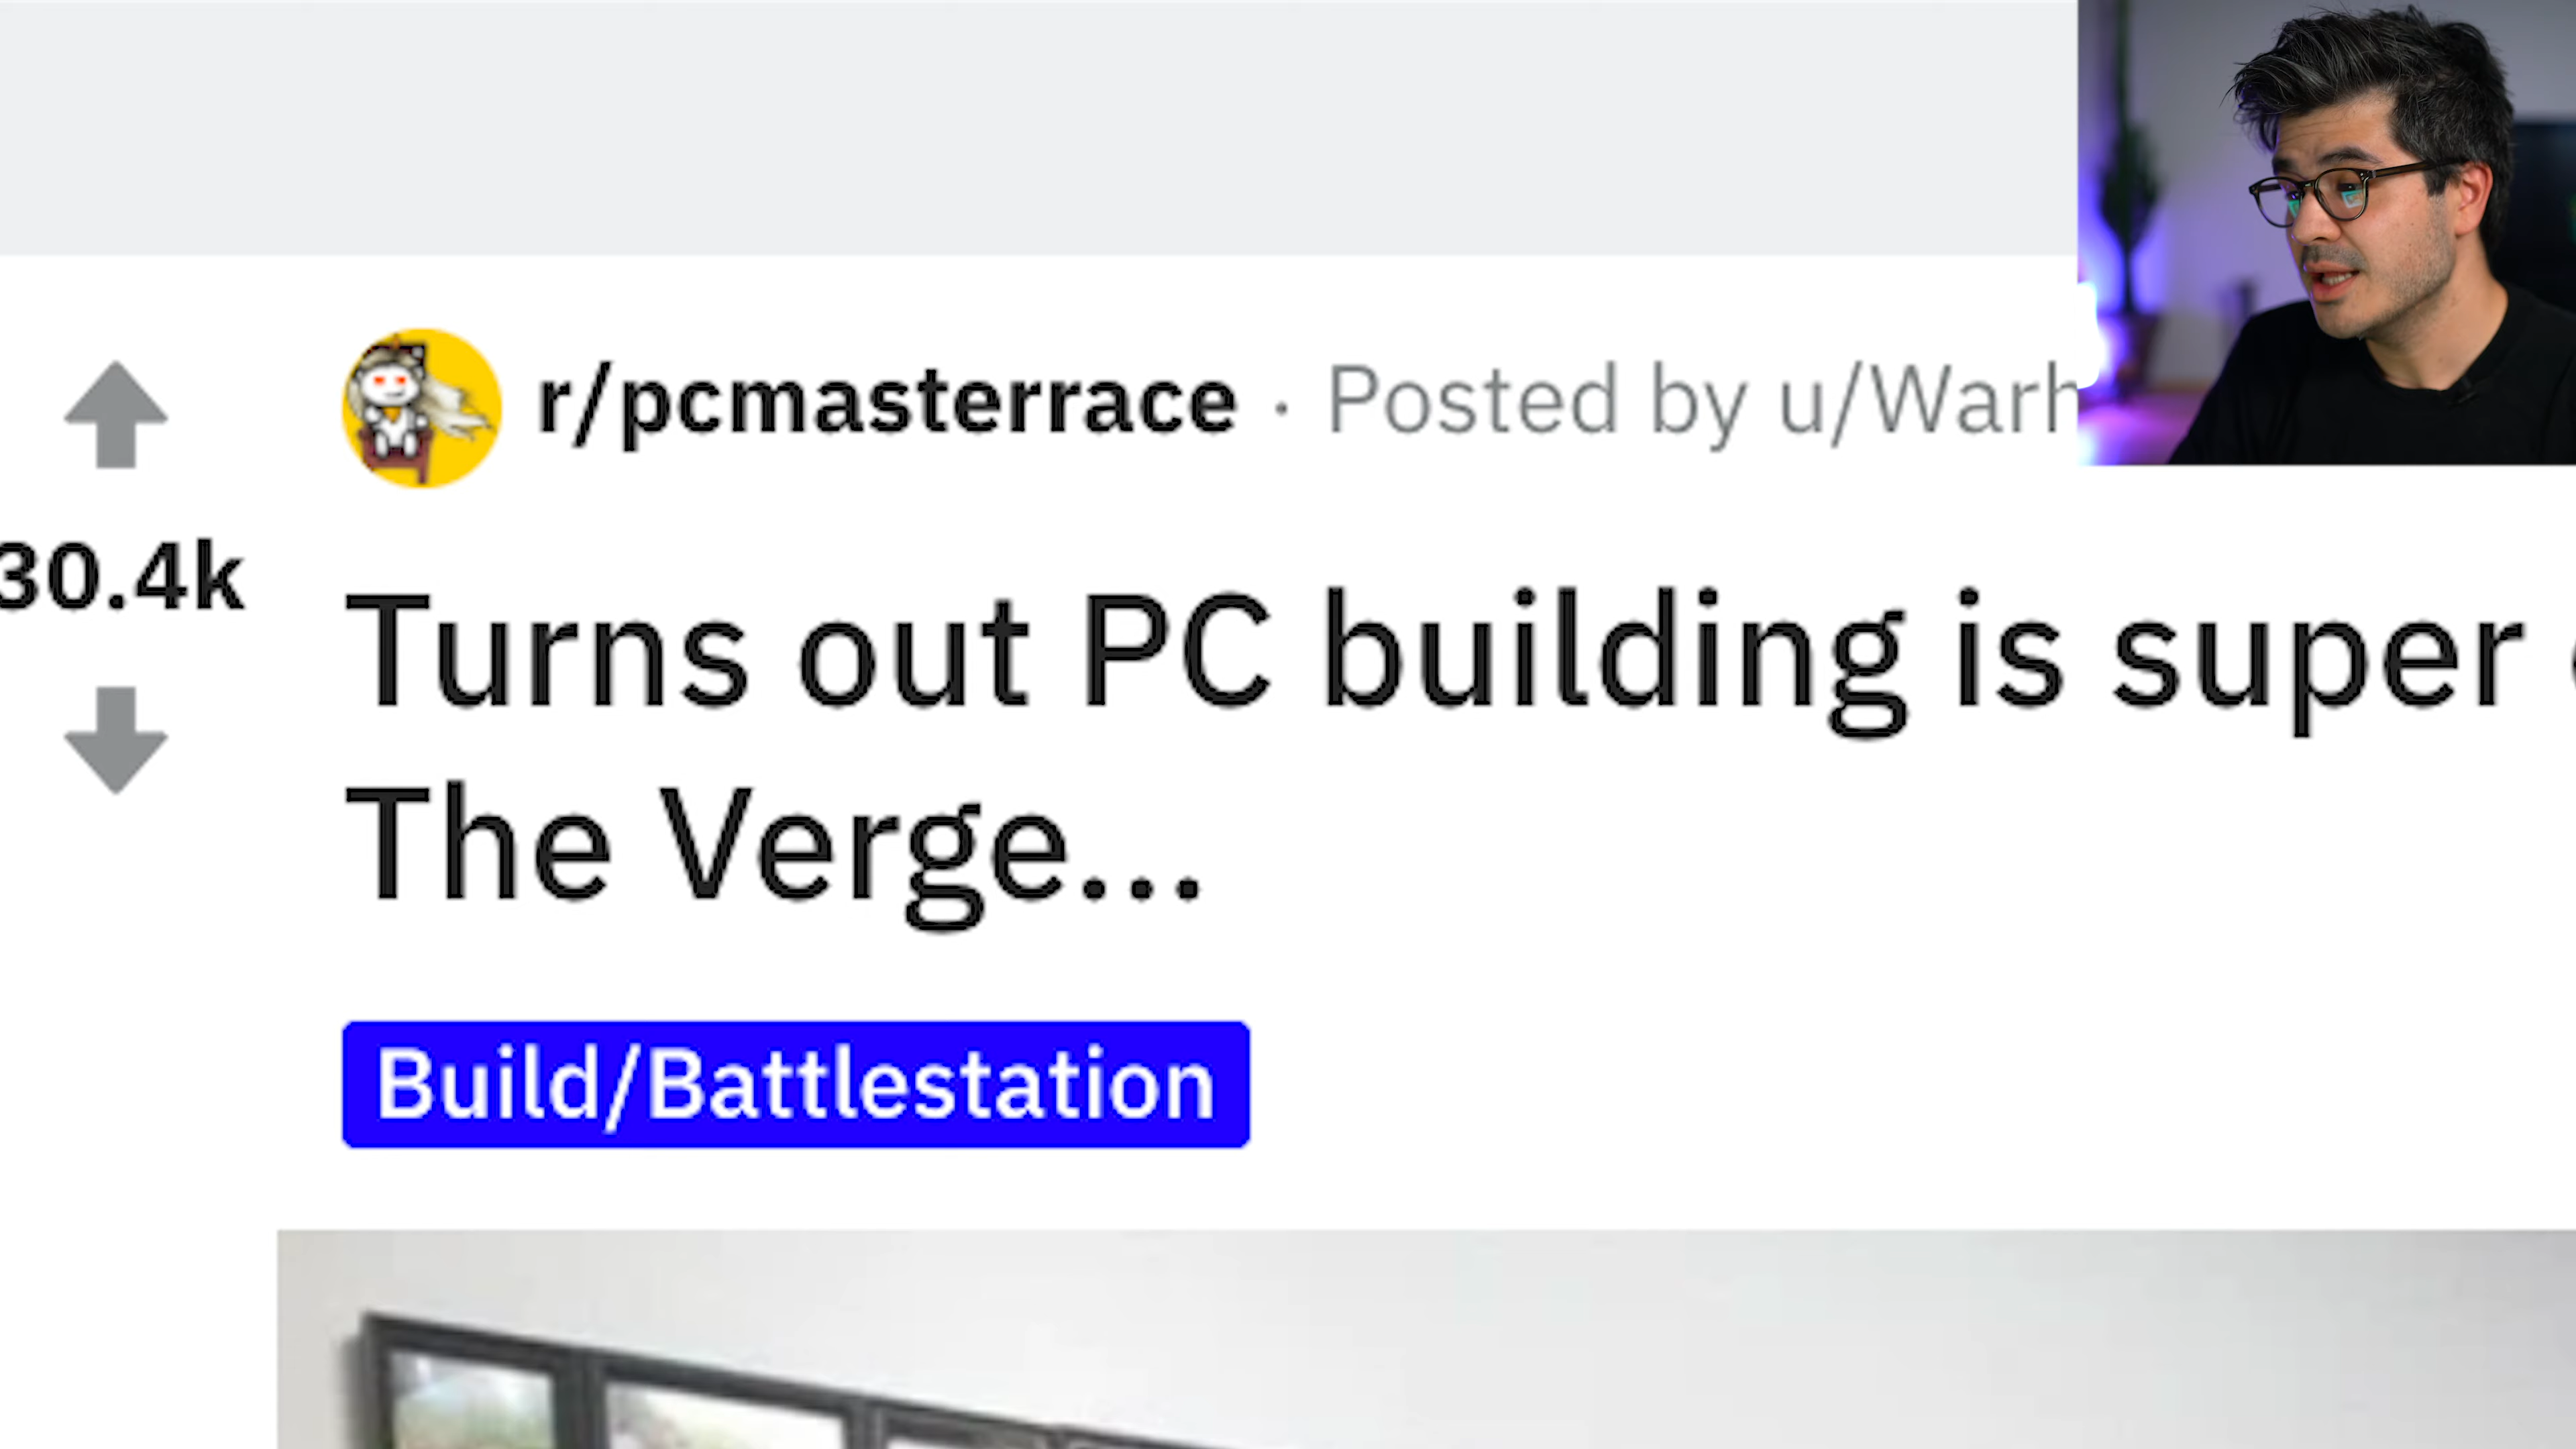 r/pcmasterrace · Posted by u/Warh
30.4k
Turns out PC building is super
The Verge...
Build/Battlestation